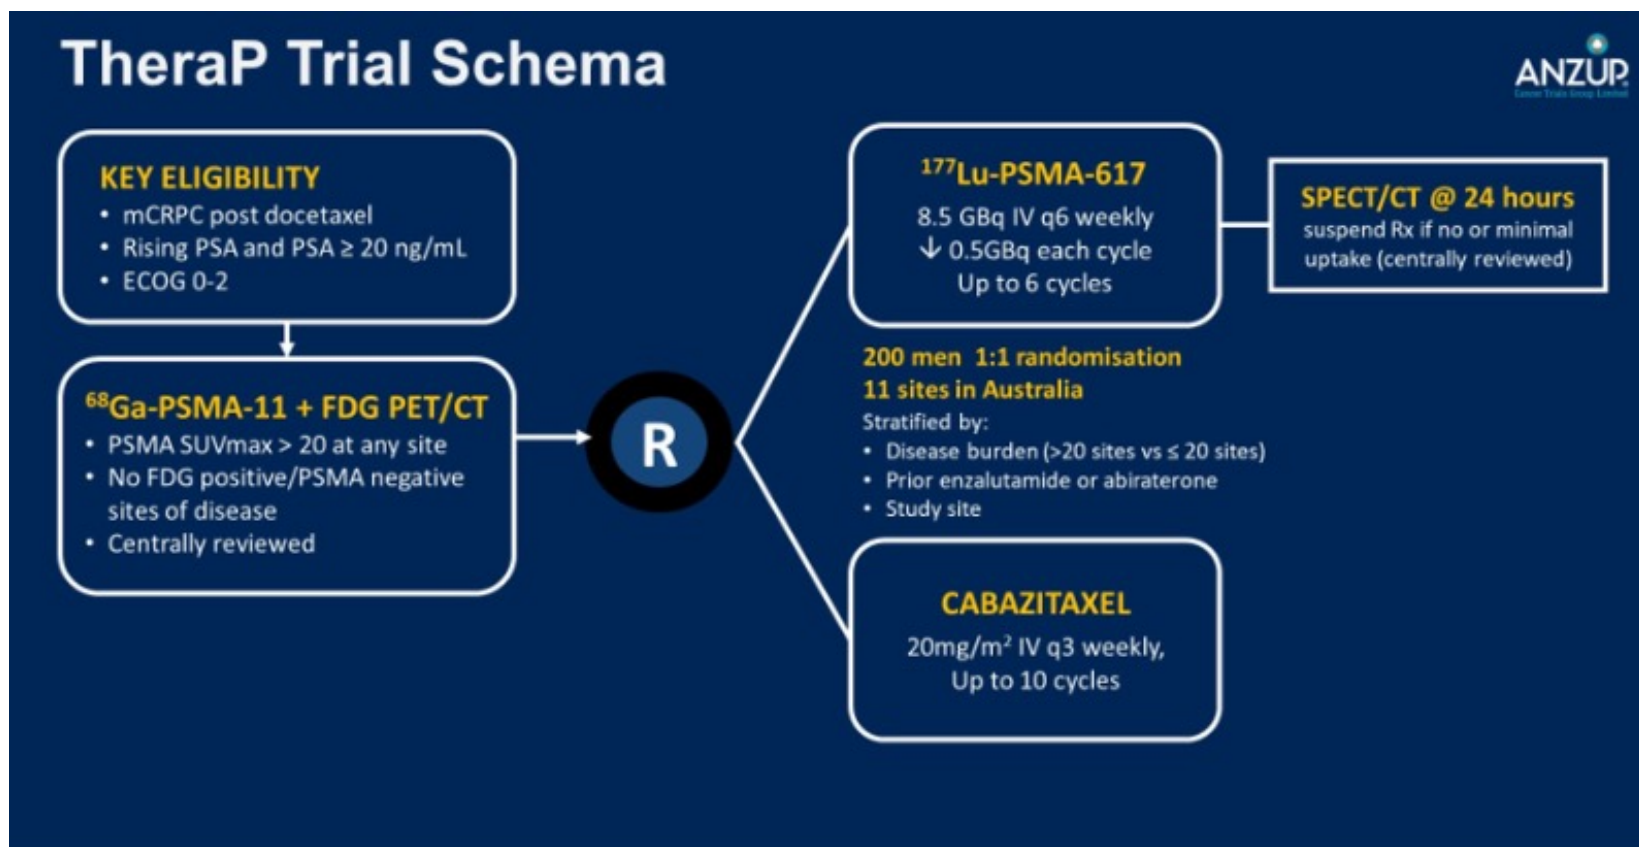 TheraP Trial Schema
ANZUP
Cancer Trials Group Limited
KEY ELIGIBILITY
• mCRPC post docetaxel
• Rising PSA and PSA ≥ 20 ng/mL
• ECOG 0-2
⁶⁸Ga-PSMA-11 + FDG PET/CT
• PSMA SUVmax > 20 at any site
• No FDG positive/PSMA negative
sites of disease
• Centrally reviewed
R
¹⁷⁷Lu-PSMA-617
8.5 GBq IV q6 weekly
↓ 0.5GBq each cycle
Up to 6 cycles
SPECT/CT @ 24 hours
suspend Rx if no or minimal
uptake (centrally reviewed)
200 men 1:1 randomisation
11 sites in Australia
Stratified by:
• Disease burden (>20 sites vs ≤ 20 sites)
• Prior enzalutamide or abiraterone
• Study site
CABAZITAXEL
20mg/m² IV q3 weekly,
Up to 10 cycles